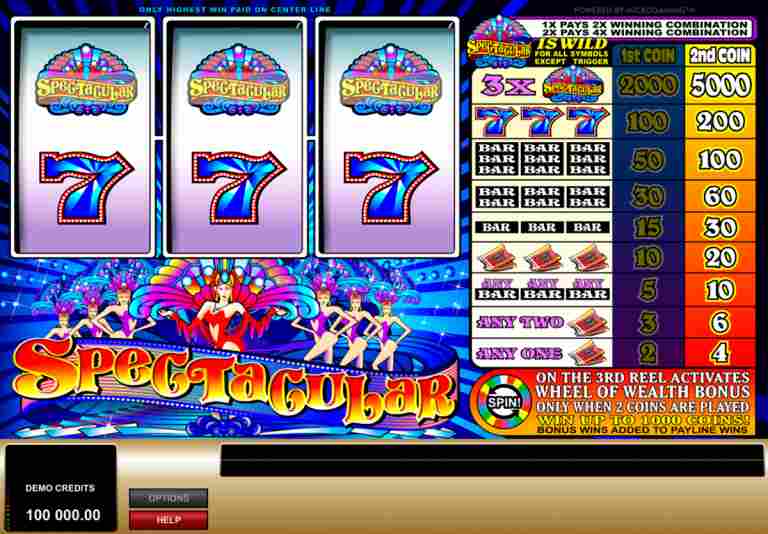 ONLY HIGHEST WIN PAID ON CENTER LINE
POWERED BY MICROGAMING™
SPECTACULAR
SPECTACULAR
SPECTACULAR
7
7
7
SPECTACULAR
SPECTACULAR
1X PAYS 2X WINNING COMBINATION
2X PAYS 4X WINNING COMBINATION
IS WILD
FOR ALL SYMBOLS
EXCEPT TRIGGER
1st COIN
2nd COIN
3X SPECTACULAR 2000 5000
7 7 7 100 200
BAR BAR BAR
BAR BAR BAR 50 100
BAR BAR BAR
BAR BAR BAR
BAR BAR BAR 30 60
BAR BAR BAR 15 30
10 20
ANY ANY ANY
BAR BAR BAR 5 10
ANY TWO 3 6
ANY ONE 2 4
SPIN!
ON THE 3RD REEL ACTIVATES
WHEEL OF WEALTH BONUS
ONLY WHEN 2 COINS ARE PLAYED
WIN UP TO 1000 COINS!
BONUS WINS ADDED TO PAYLINE WINS
DEMO CREDITS
100 000.00
OPTIONS
HELP